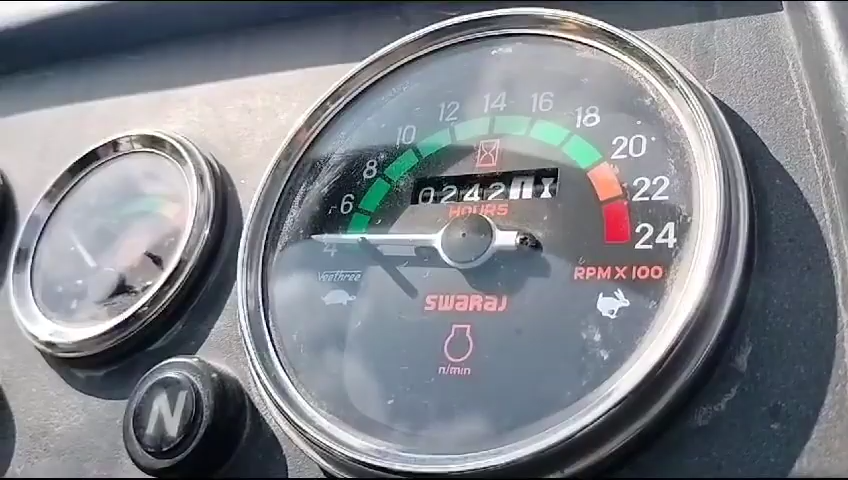 4 6 8 10 12 14 16 18 20 22 24
0242
HOURS
RPM X 100
Veethree
SWARAJ
n/min
N